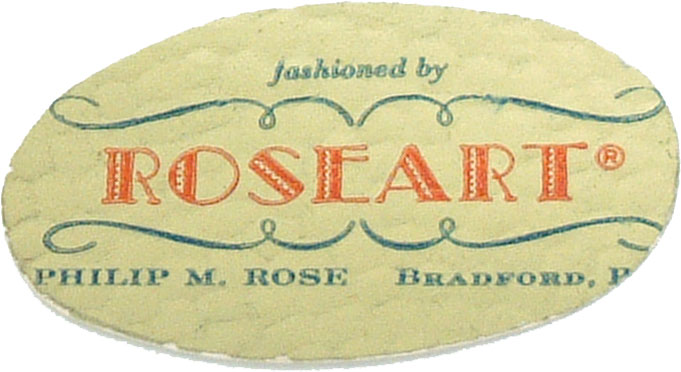 fashioned by
ROSEART®
PHILIP M. ROSE BRADFORD, P